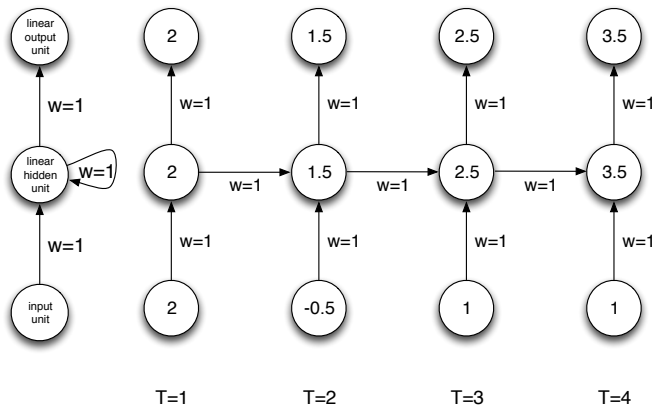 linear
output
unit
2
1.5
2.5
3.5
w=1
w=1
w=1
w=1
w=1
linear
hidden
unit
w=1
2
w=1
1.5
w=1
2.5
w=1
3.5
w=1
w=1
w=1
w=1
w=1
input
unit
2
-0.5
1
1
T=1
T=2
T=3
T=4